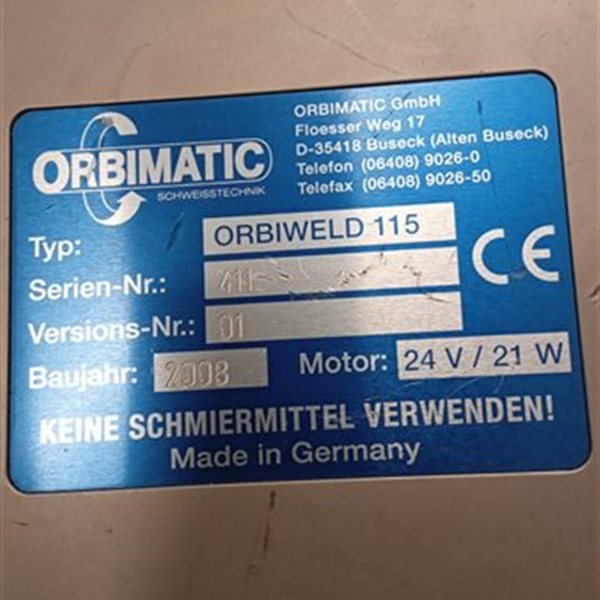 ORBIMATIC
SCHWEISSTECHNIK
ORBIMATIC GmbH
Floesser Weg 17
D-35418 Buseck (Alten Buseck)
Telefon (06408) 9026-0
Telefax (06408) 9026-50
Typ: ORBIWELD 115
Serien-Nr.: 411
Versions-Nr.: 01
CE
Baujahr: 2008 Motor: 24 V / 21 W
KEINE SCHMIERMITTEL VERWENDEN!
Made in Germany